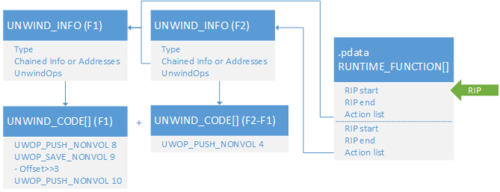 UNWIND_INFO (F1)
Type
Chained Info or Addresses
UnwindOps
UNWIND_INFO (F2)
Type
Chained Info or Addresses
UnwindOps
.pdata
RUNTIME_FUNCTION[]
RIP start
RIP end
Action list
RIP start
RIP end
Action list
RIP
UNWIND_CODE[] (F1)
UWOP_PUSH_NONVOL 8
UWOP_SAVE_NONVOL 9
- Offset>>3
UWOP_PUSH_NONVOL 10
+
UNWIND_CODE[] (F2-F1)
UWOP_PUSH_NONVOL 4